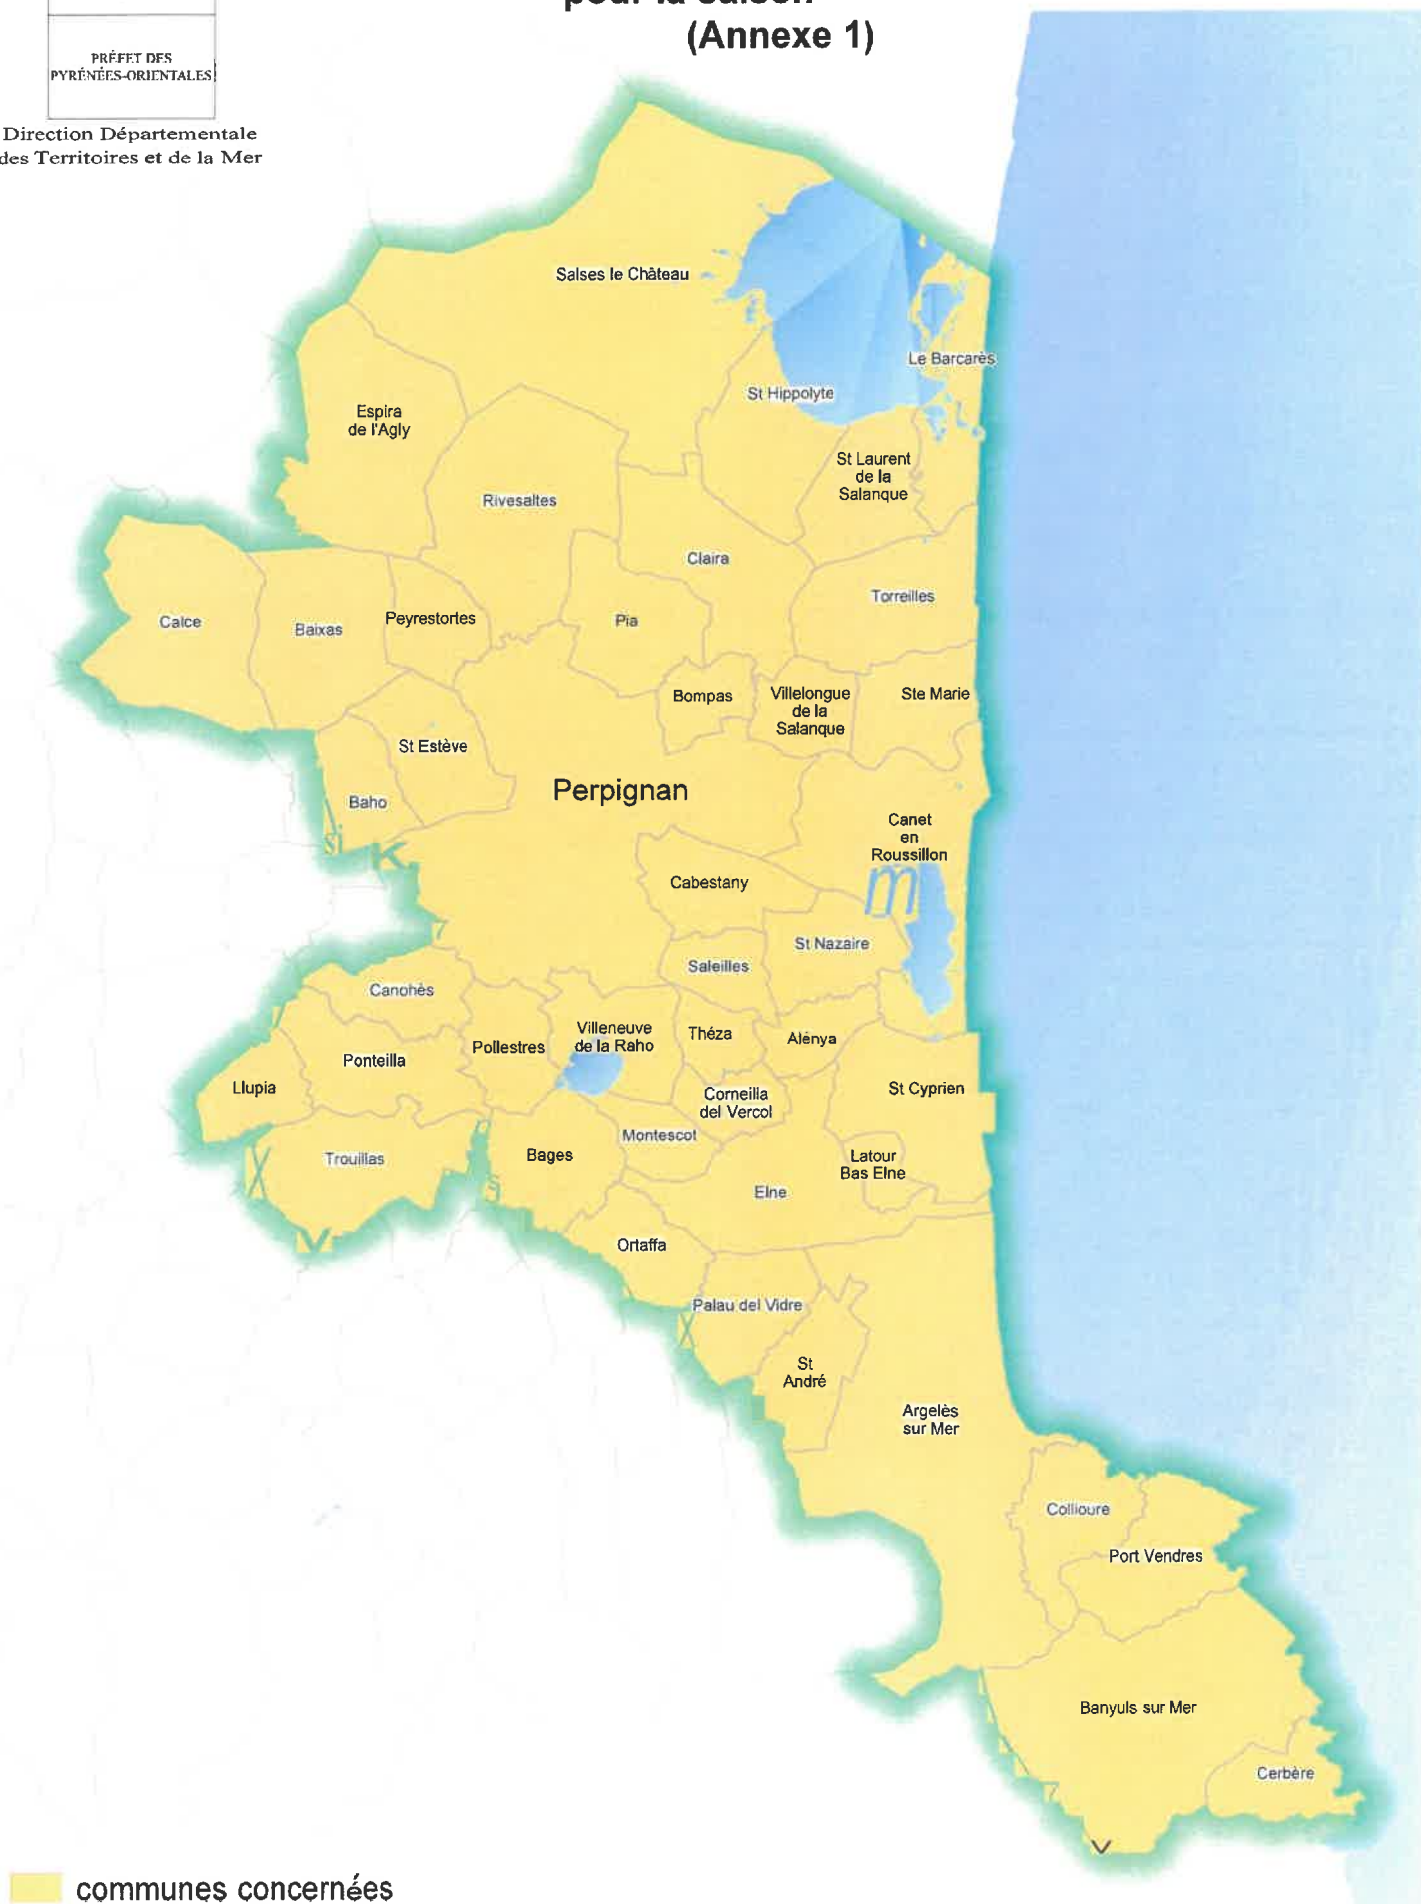 (Annexe 1)
PRÉFET DES
PYRÉNÉES-ORIENTALES
Direction Départementale
des Territoires et de la Mer
Salses le Château
Le Barcarès
St Hippolyte
Espira
de l'Agly
St Laurent
de la
Salanque
Rivesaltes
Claira
Torreilles
Calce
Baixas
Peyrestortes
Pia
Bompas
Villelongue
de la
Salanque
Ste Marie
St Estève
Perpignan
Baho
Canet
en
Roussillon
Cabestany
St Nazaire
Saleilles
Canohès
Pollestres
Villeneuve
de la Raho
Théza
Alénya
Ponteilla
Llupia
Corneilla
del Vercol
St Cyprien
Montescot
Trouillas
Bages
Latour
Bas Elne
Elne
Ortaffa
Palau del Vidre
St
André
Argelès
sur Mer
Collioure
Port Vendres
Banyuls sur Mer
Cerbère
communes concernées